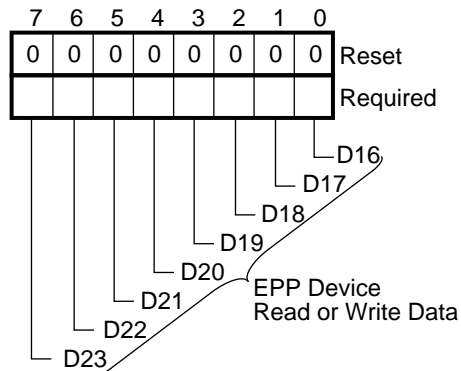 7 6 5 4 3 2 1 0
0 0 0 0 0 0 0 0 Reset
Required
D16
D17
D18
D19
D20
D21
D22
D23
EPP Device
Read or Write Data